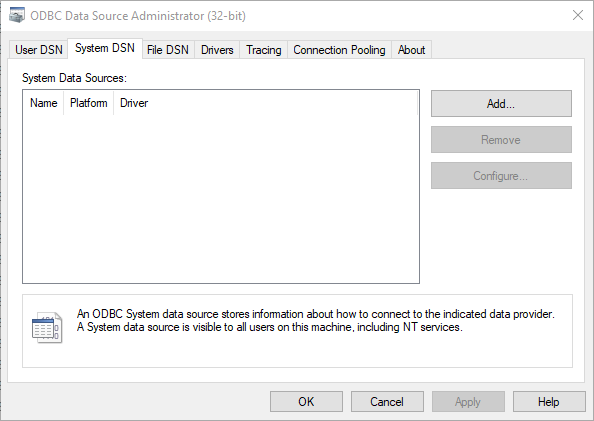 ODBC Data Source Administrator (32-bit)
User DSN System DSN File DSN Drivers Tracing Connection Pooling About
System Data Sources:
Name Platform Driver
Add...
Remove
Configure...
An ODBC System data source stores information about how to connect to the indicated data provider.
A System data source is visible to all users on this machine, including NT services.
OK Cancel Apply Help